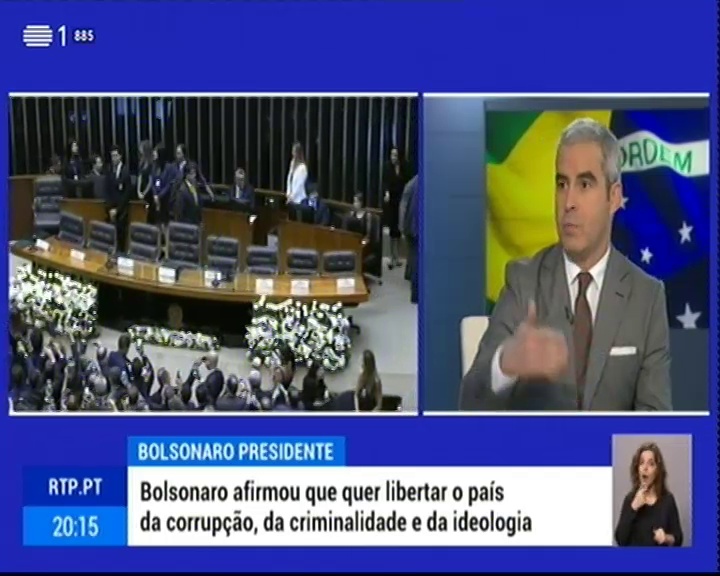 1 885
ORDEM
BOLSONARO PRESIDENTE
RTP.PT
Bolsonaro afirmou que quer libertar o país
20:15
da corrupção, da criminalidade e da ideologia